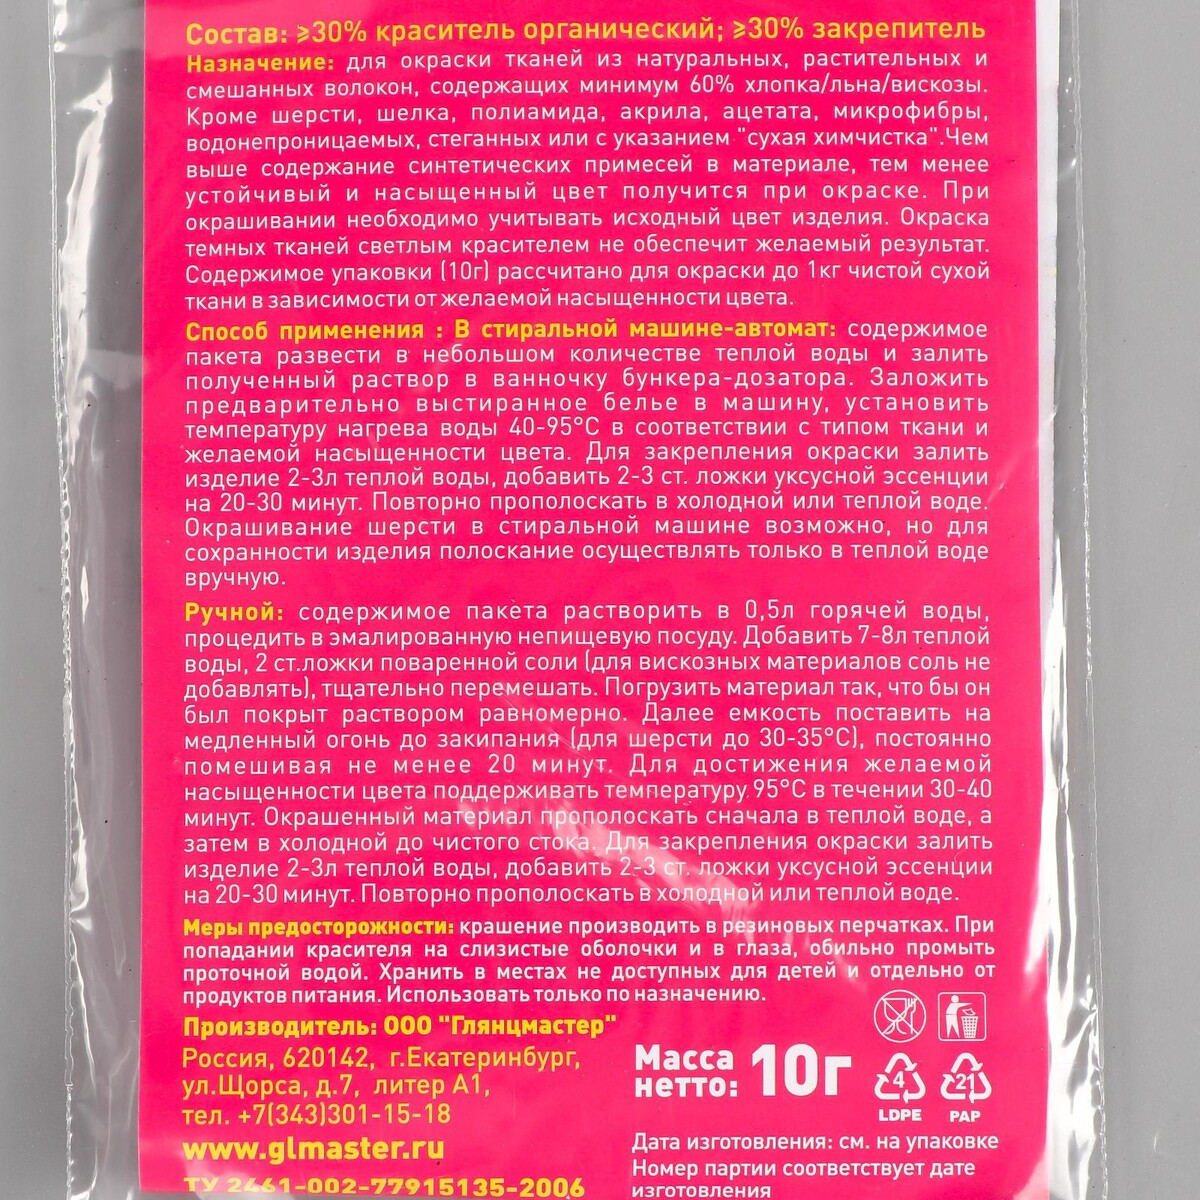 Состав: ≥30% краситель органический; ≥30% закрепитель
Назначение: для окраски тканей из натуральных, растительных и
смешанных волокон, содержащих минимум 60% хлопка/льна/вискозы.
Кроме шерсти, шелка, полиамида, акрила, ацетата, микрофибры,
водонепроницаемых, стеганных или с указанием "сухая химчистка".Чем
выше содержание синтетических примесей в материале, тем менее
устойчивый и насыщенный цвет получится при окраске. При
окрашивании необходимо учитывать исходный цвет изделия. Окраска
темных тканей светлым красителем не обеспечит желаемый результат.
Содержимое упаковки (10г) рассчитано для окраски до 1кг чистой сухой
ткани в зависимости от желаемой насыщенности цвета.
Способ применения : В стиральной машине-автомат: содержимое
пакета развести в небольшом количестве теплой воды и залить
полученный раствор в ванночку бункера-дозатора. Заложить
предварительно выстиранное белье в машину, установить
температуру нагрева воды 40-95°С в соответствии с типом ткани и
желаемой насыщенности цвета. Для закрепления окраски залить
изделие 2-3л теплой воды, добавить 2-3 ст. ложки уксусной эссенции
на 20-30 минут. Повторно прополоскать в холодной или теплой воде.
Окрашивание шерсти в стиральной машине возможно, но для
сохранности изделия полоскание осуществлять только в теплой воде
вручную.
Ручной: содержимое пакета растворить в 0,5л горячей воды,
процедить в эмалированную непищевую посуду. Добавить 7-8л теплой
воды, 2 ст.ложки поваренной соли (для вискозных материалов соль не
добавлять), тщательно перемешать. Погрузить материал так, что бы он
был покрыт раствором равномерно. Далее емкость поставить на
медленный огонь до закипания (для шерсти до 30-35°С), постоянно
помешивая не менее 20 минут. Для достижения желаемой
насыщенности цвета поддерживать температуру 95°С в течении 30-40
минут. Окрашенный материал прополоскать сначала в теплой воде, а
затем в холодной до чистого стока. Для закрепления окраски залить
изделие 2-3л теплой воды, добавить 2-3 ст. ложки уксусной эссенции
на 20-30 минут. Повторно прополоскать в холодной или теплой воде.
Меры предосторожности: крашение производить в резиновых перчатках. При
попадании красителя на слизистые оболочки и в глаза, обильно промыть
проточной водой. Хранить в местах не доступных для детей и отдельно от
продуктов питания. Использовать только по назначению.
Производитель: ООО "Глянцмастер"
Россия, 620142, г.Екатеринбург,
ул.Щорса, д.7, литер А1,
тел. +7(343)301-15-18
www.glmaster.ru
ТУ 2461-002-77915135-2006
Масса
нетто: 10г
4 21
LDPE PAP
Дата изготовления: см. на упаковке
Номер партии соответствует дате
изготовления